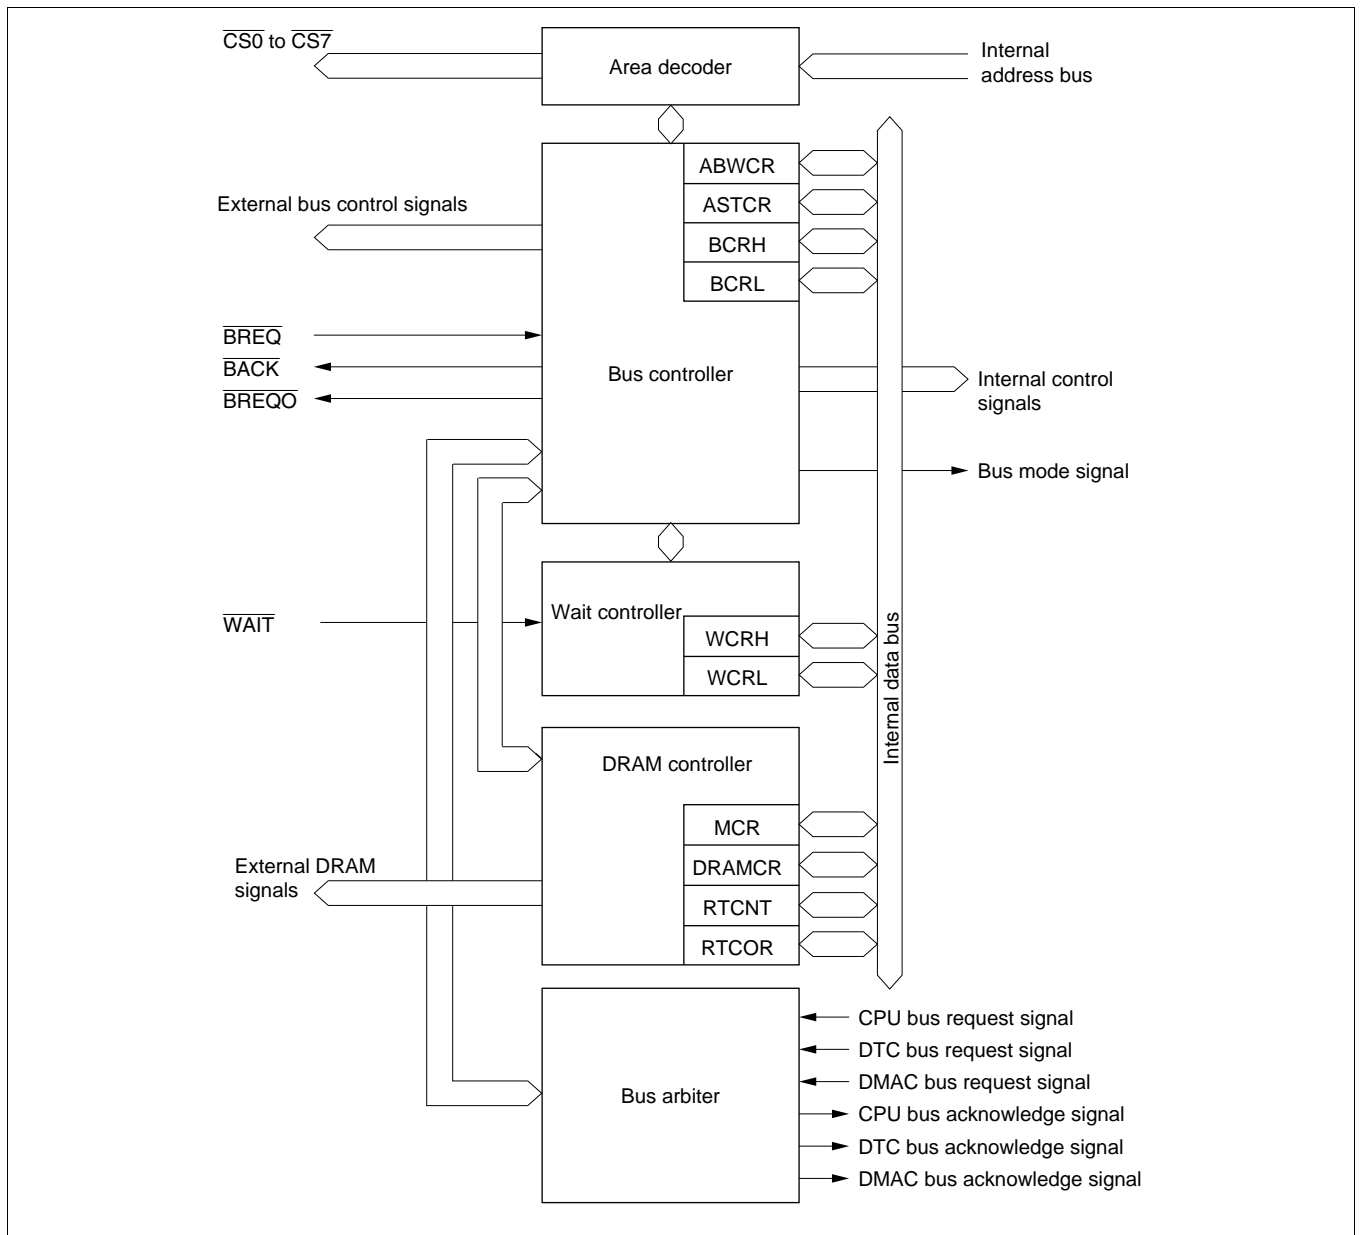 CS0 to CS7
Area decoder
Internal
address bus
ABWCR
ASTCR
External bus control signals
BCRH
BCRL
BREQ
BACK
Bus controller
Internal control
signals
BREQO
Bus mode signal
Wait controller
WAIT
WCRH
WCRL
Internal data bus
DRAM controller
MCR
External DRAM
signals
DRAMCR
RTCNT
RTCOR
CPU bus request signal
DTC bus request signal
DMAC bus request signal
Bus arbiter
CPU bus acknowledge signal
DTC bus acknowledge signal
DMAC bus acknowledge signal